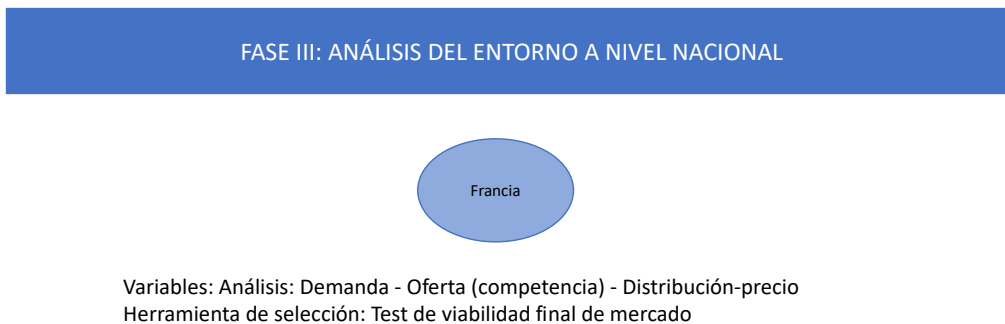 FASE III: ANÁLISIS DEL ENTORNO A NIVEL NACIONAL
Francia
Variables: Análisis: Demanda - Oferta (competencia) - Distribución-precio
Herramienta de selección: Test de viabilidad final de mercado